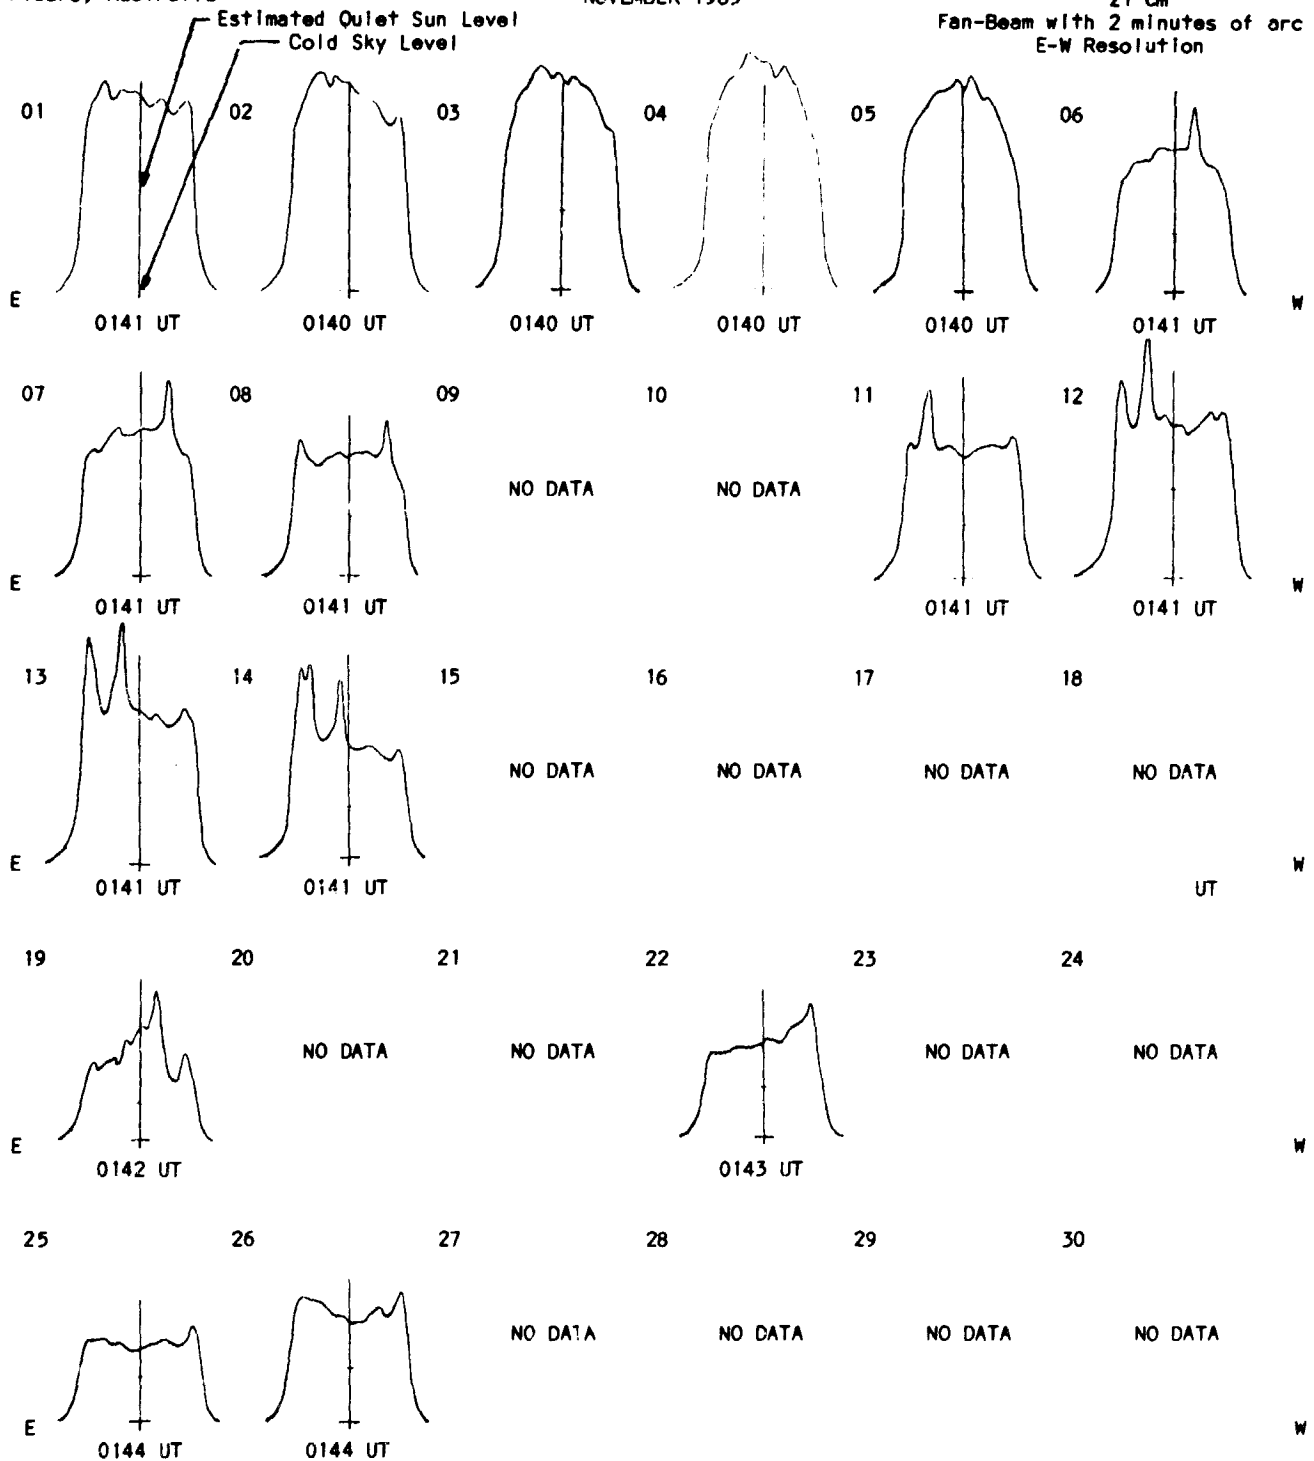 Estimated Quiet Sun Level
Cold Sky Level
Fan-Beam with 2 minutes of arc
E-W Resolution
01 02 03 04 05 06
E W
0141 UT 0140 UT 0140 UT 0140 UT 0140 UT 0141 UT
07 08 09 10 11 12
NO DATA NO DATA
E W
0141 UT 0141 UT 0141 UT 0141 UT
13 14 15 16 17 18
NO DATA NO DATA NO DATA NO DATA
E W
0141 UT 0141 UT UT
19 20 21 22 23 24
NO DATA NO DATA NO DATA NO DATA
E W
0142 UT 0143 UT
25 26 27 28 29 30
NO DATA NO DATA NO DATA NO DATA
E W
0144 UT 0144 UT